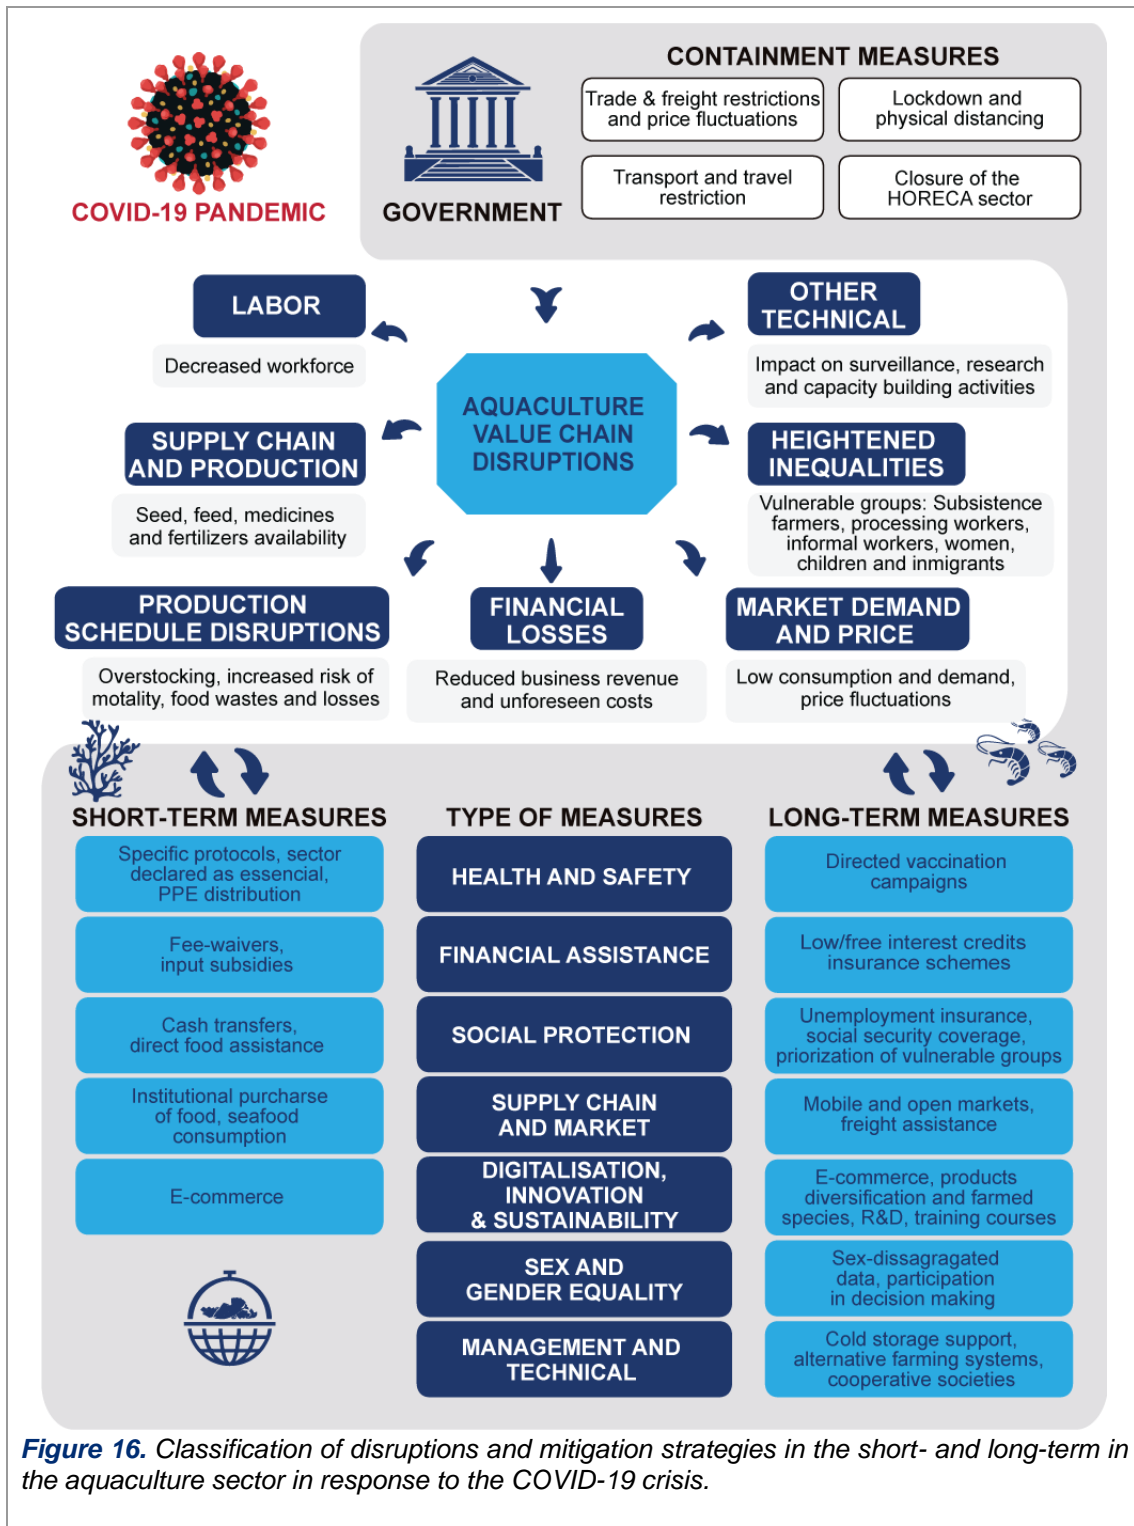 COVID-19 PANDEMIC
GOVERNMENT
CONTAINMENT MEASURES
Trade & freight restrictions
and price fluctuations
Lockdown and
physical distancing
Transport and travel
restriction
Closure of the
HORECA sector
LABOR
Decreased workforce
OTHER
TECHNICAL
Impact on surveillance, research
and capacity building activities
AQUACULTURE
VALUE CHAIN
DISRUPTIONS
SUPPLY CHAIN
AND PRODUCTION
Seed, feed, medicines
and fertilizers availability
HEIGHTENED
INEQUALITIES
Vulnerable groups: Subsistence
farmers, processing workers,
informal workers, women,
children and inmigrants
PRODUCTION
SCHEDULE DISRUPTIONS
Overstocking, increased risk of
motality, food wastes and losses
FINANCIAL
LOSSES
Reduced business revenue
and unforeseen costs
MARKET DEMAND
AND PRICE
Low consumption and demand,
price fluctuations
SHORT-TERM MEASURES
TYPE OF MEASURES
LONG-TERM MEASURES
Specific protocols, sector
declared as essencial,
PPE distribution
HEALTH AND SAFETY
Directed vaccination
campaigns
Fee-waivers,
input subsidies
FINANCIAL ASSISTANCE
Low/free interest credits
insurance schemes
Cash transfers,
direct food assistance
SOCIAL PROTECTION
Unemployment insurance,
social security coverage,
priorization of vulnerable groups
Institutional purcharse
of food, seafood
consumption
SUPPLY CHAIN
AND MARKET
Mobile and open markets,
freight assistance
E-commerce
DIGITALISATION,
INNOVATION
& SUSTAINABILITY
E-commerce, products
diversification and farmed
species, R&D, training courses
SEX AND
GENDER EQUALITY
Sex-dissagragated
data, participation
in decision making
MANAGEMENT AND
TECHNICAL
Cold storage support,
alternative farming systems,
cooperative societies
Figure 16. Classification of disruptions and mitigation strategies in the short- and long-term in
the aquaculture sector in response to the COVID-19 crisis.